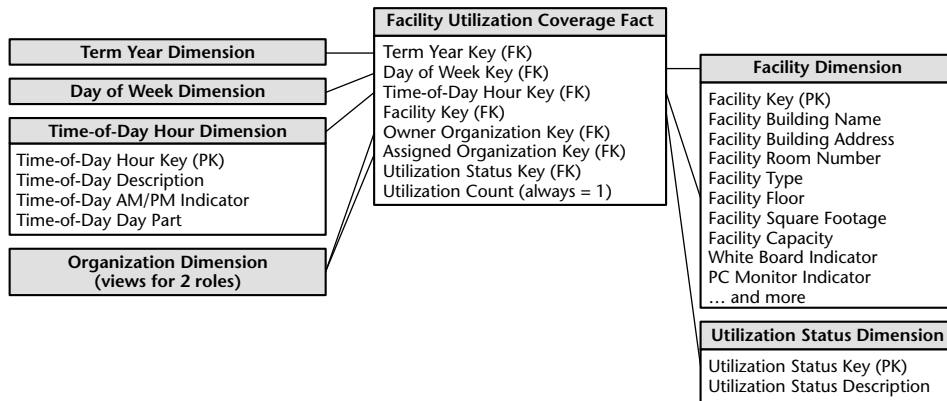 Facility Utilization Coverage Fact
Term Year Key (FK)
Day of Week Key (FK)
Time-of-Day Hour Key (FK)
Facility Key (FK)
Owner Organization Key (FK)
Assigned Organization Key (FK)
Utilization Status Key (FK)
Utilization Count (always = 1)
Term Year Dimension
Day of Week Dimension
Time-of-Day Hour Dimension
Time-of-Day Hour Key (PK)
Time-of-Day Description
Time-of-Day AM/PM Indicator
Time-of-Day Day Part
Organization Dimension
(views for 2 roles)
Facility Dimension
Facility Key (PK)
Facility Building Name
Facility Building Address
Facility Room Number
Facility Type
Facility Floor
Facility Square Footage
Facility Capacity
White Board Indicator
PC Monitor Indicator
… and more
Utilization Status Dimension
Utilization Status Key (PK)
Utilization Status Description